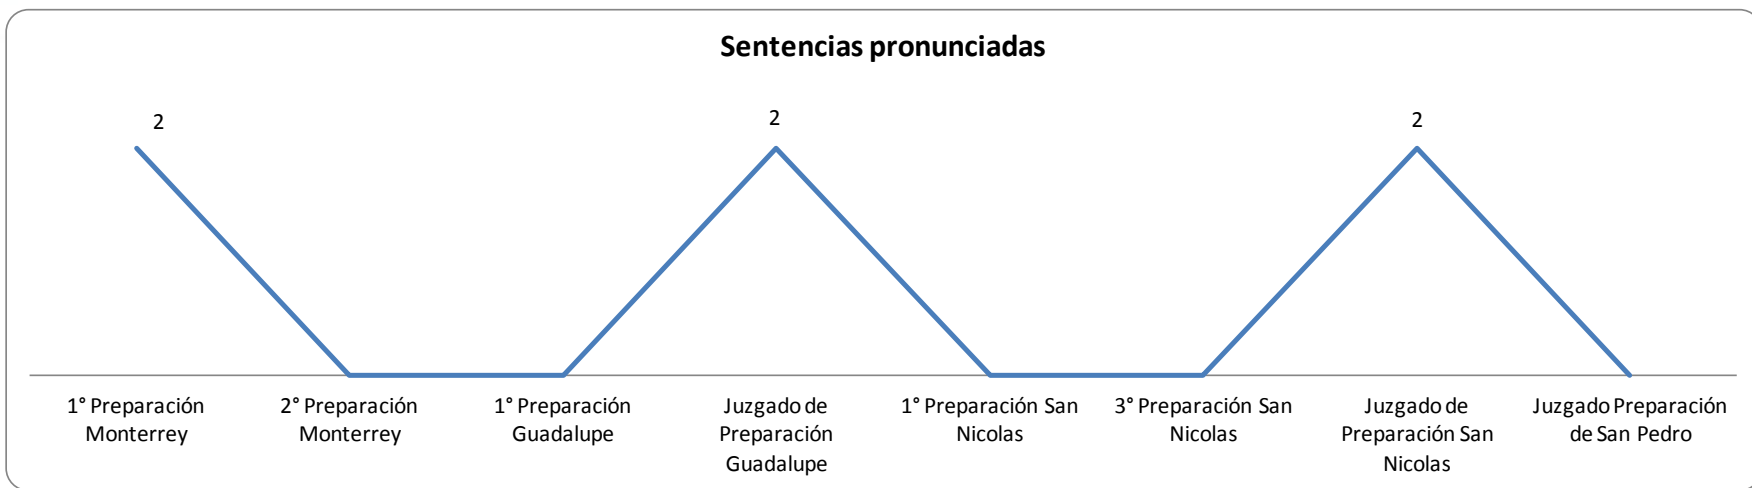 Sentencias pronunciadas
2
2
2
1° Preparación
Monterrey
2° Preparación
Monterrey
1° Preparación
Guadalupe
Juzgado de
Preparación
Guadalupe
1° Preparación San
Nicolas
3° Preparación San
Nicolas
Juzgado de
Preparación San
Nicolas
Juzgado Preparación
de San Pedro